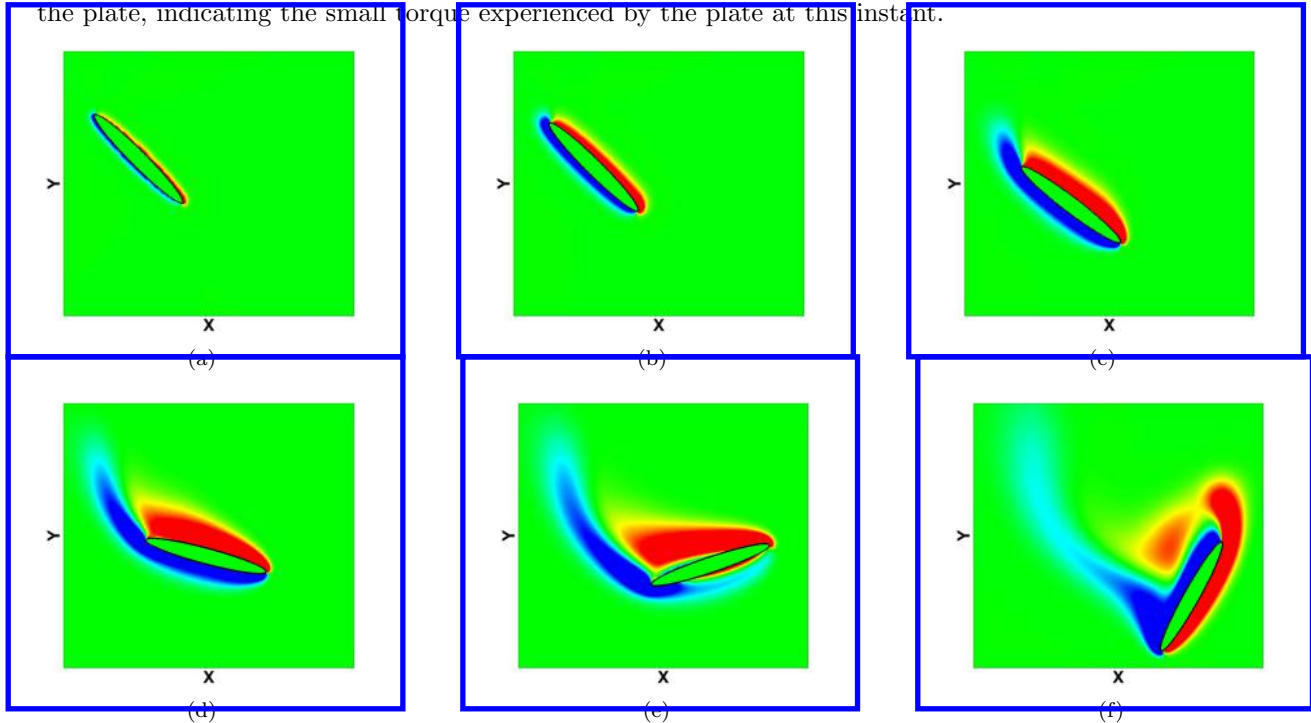 the plate, indicating the small torque experienced by the plate at this instant.
Y
X
(a)
Y
X
(b)
Y
X
(c)
Y
X
(d)
Y
X
(e)
Y
X
(f)